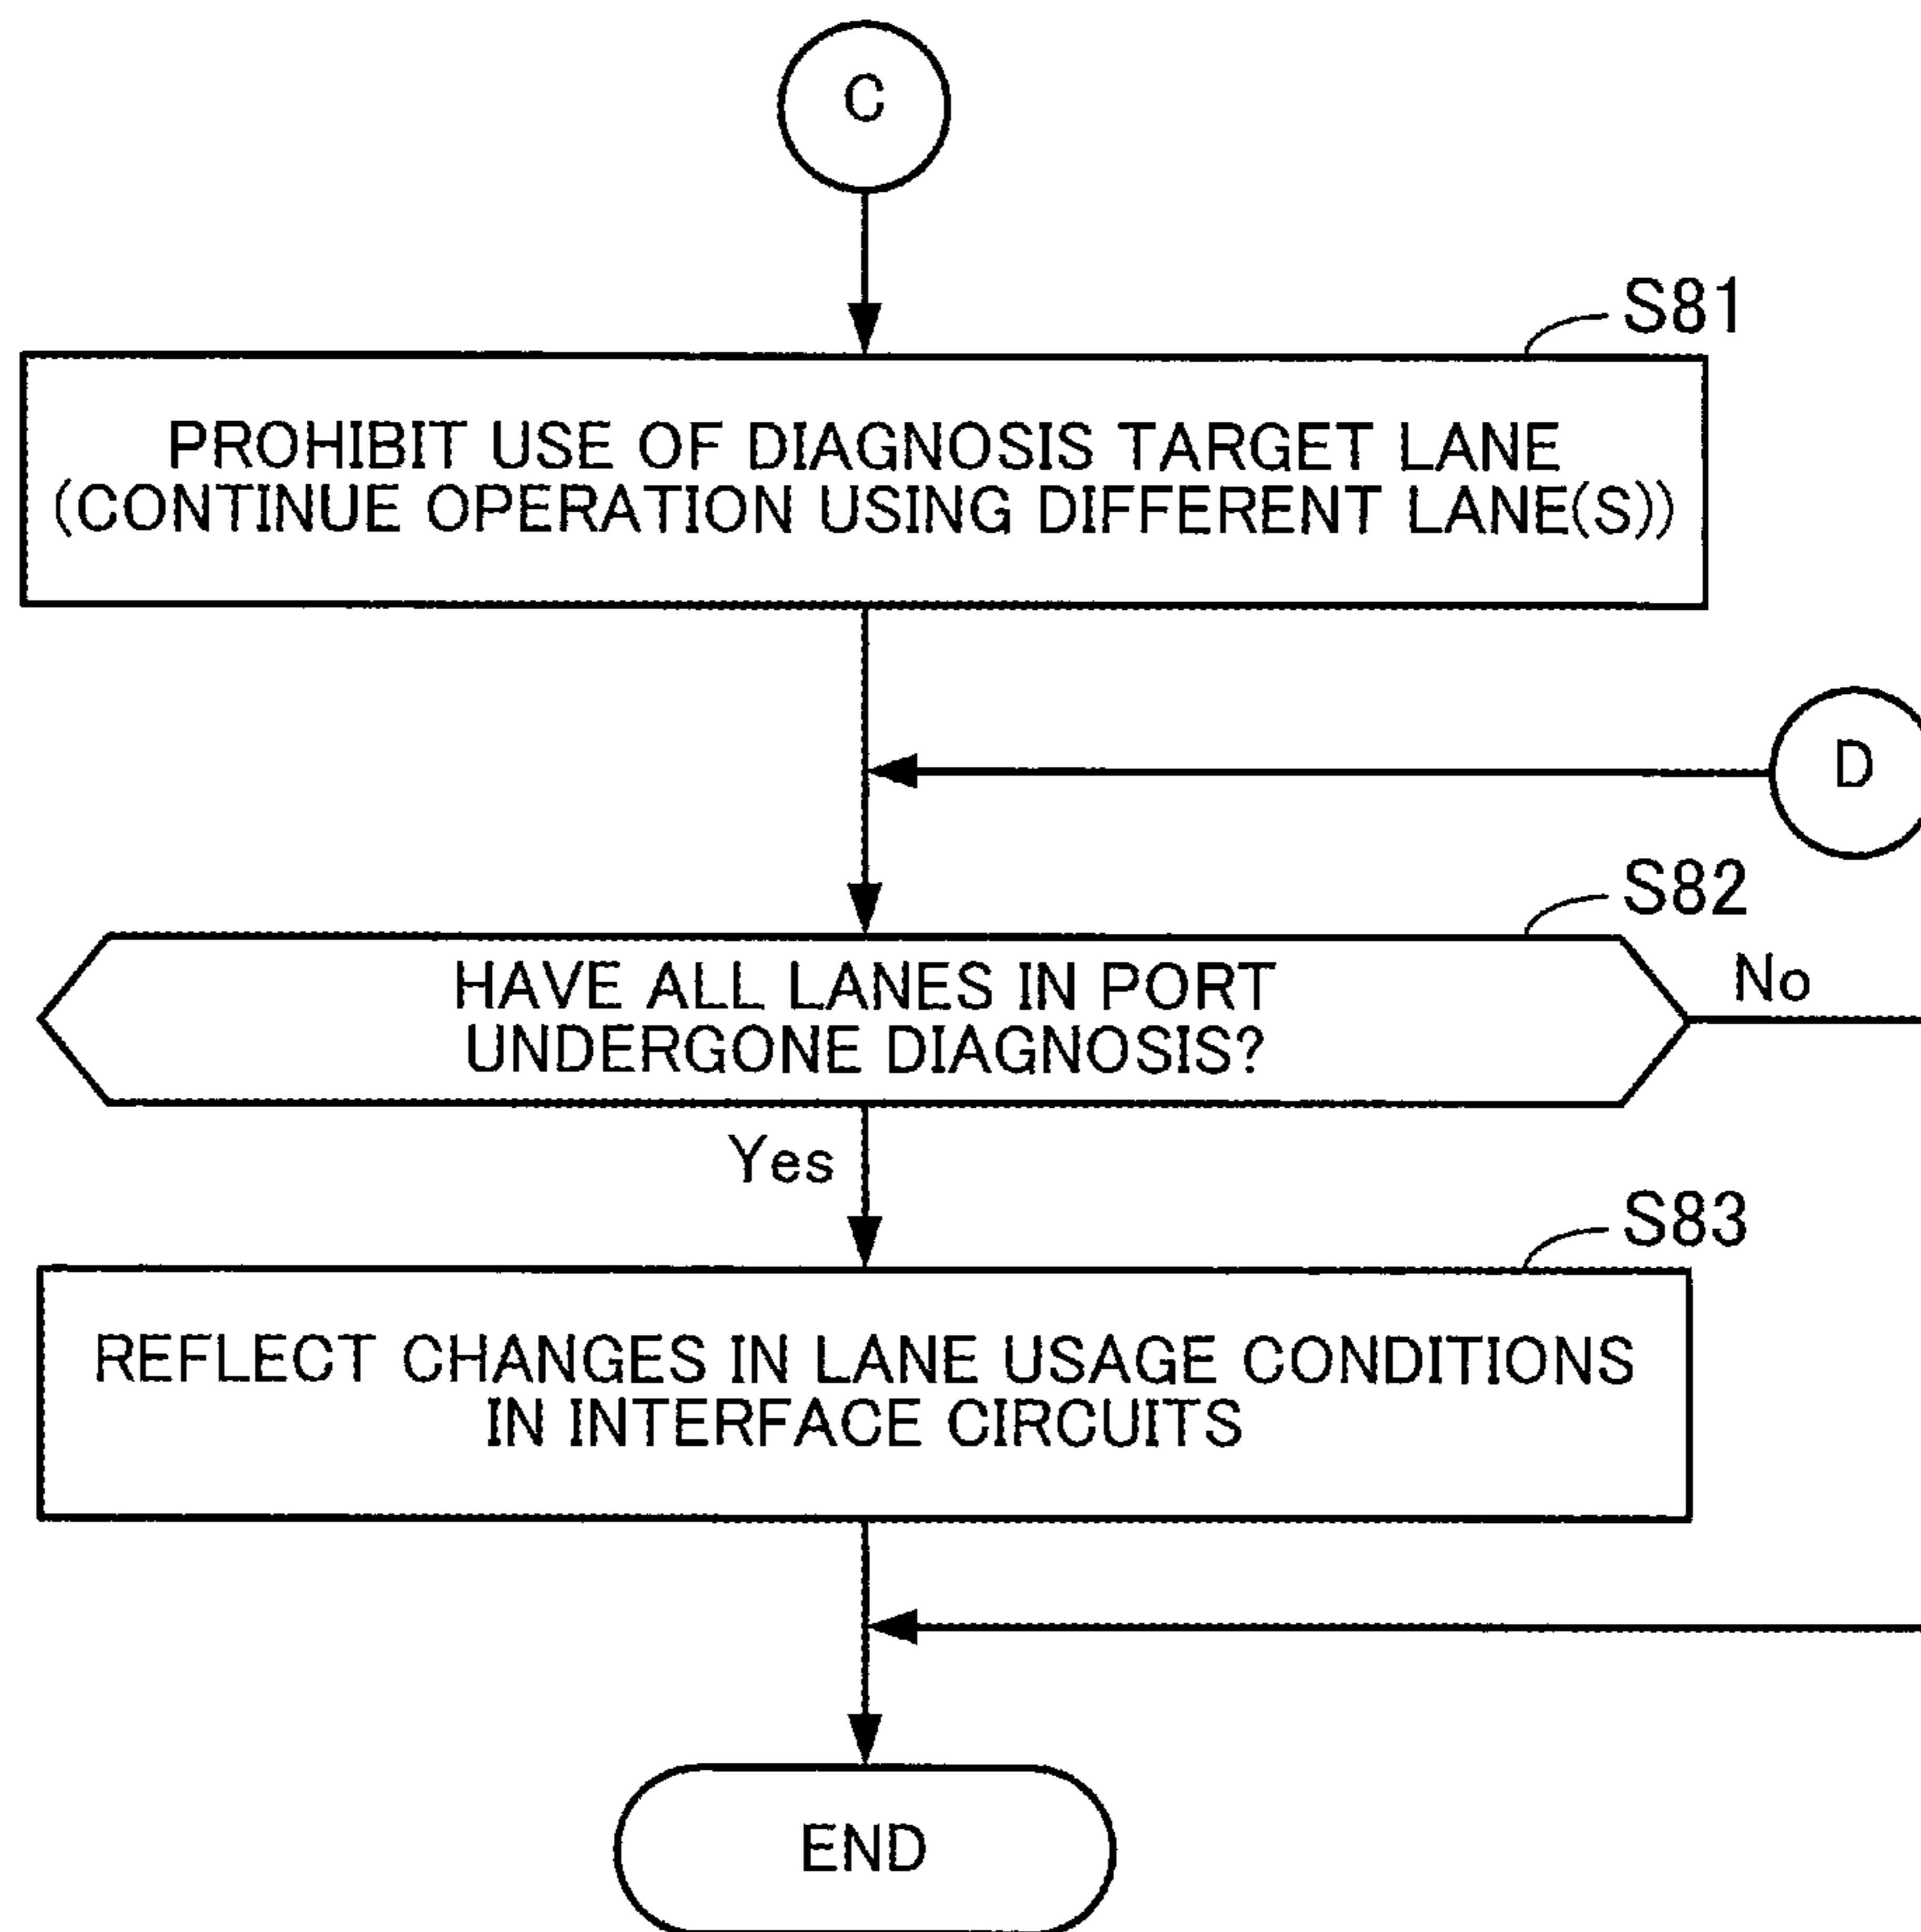 C
S81
PROHIBIT USE OF DIAGNOSIS TARGET LANE
(CONTINUE OPERATION USING DIFFERENT LANE(S))
D
S82
HAVE ALL LANES IN PORT
UNDERGONE DIAGNOSIS?
No
Yes
S83
REFLECT CHANGES IN LANE USAGE CONDITIONS
IN INTERFACE CIRCUITS
END